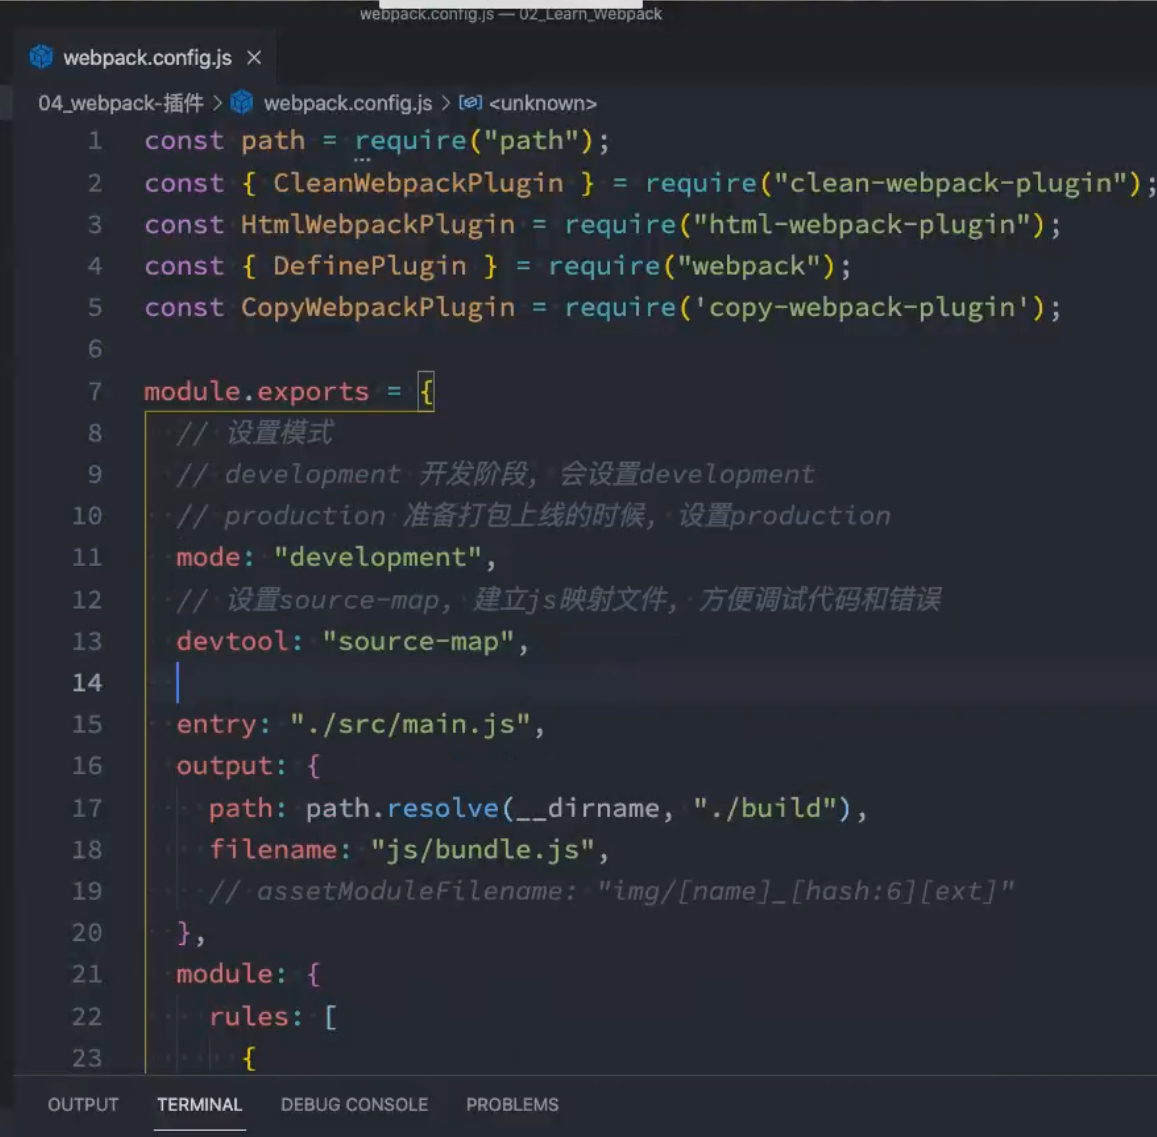 webpack.config.js — 02_Learn_Webpack
webpack.config.js ×
04_webpack-插件 > webpack.config.js > <unknown>
1 const path = require("path");
2 const { CleanWebpackPlugin } = require("clean-webpack-plugin");
3 const HtmlWebpackPlugin = require("html-webpack-plugin");
4 const { DefinePlugin } = require("webpack");
5 const CopyWebpackPlugin = require('copy-webpack-plugin');
6
7 module.exports = {
8 // 设置模式
9 // development 开发阶段, 会设置development
10 // production 准备打包上线的时候, 设置production
11 mode: "development",
12 // 设置source-map, 建立js映射文件, 方便调试代码和错误
13 devtool: "source-map",
14
15 entry: "./src/main.js",
16 output: {
17 path: path.resolve(__dirname, "./build"),
18 filename: "js/bundle.js",
19 // assetModuleFilename: "img/[name]_[hash:6][ext]"
20 },
21 module: {
22 rules: [
23 {
OUTPUT TERMINAL DEBUG CONSOLE PROBLEMS